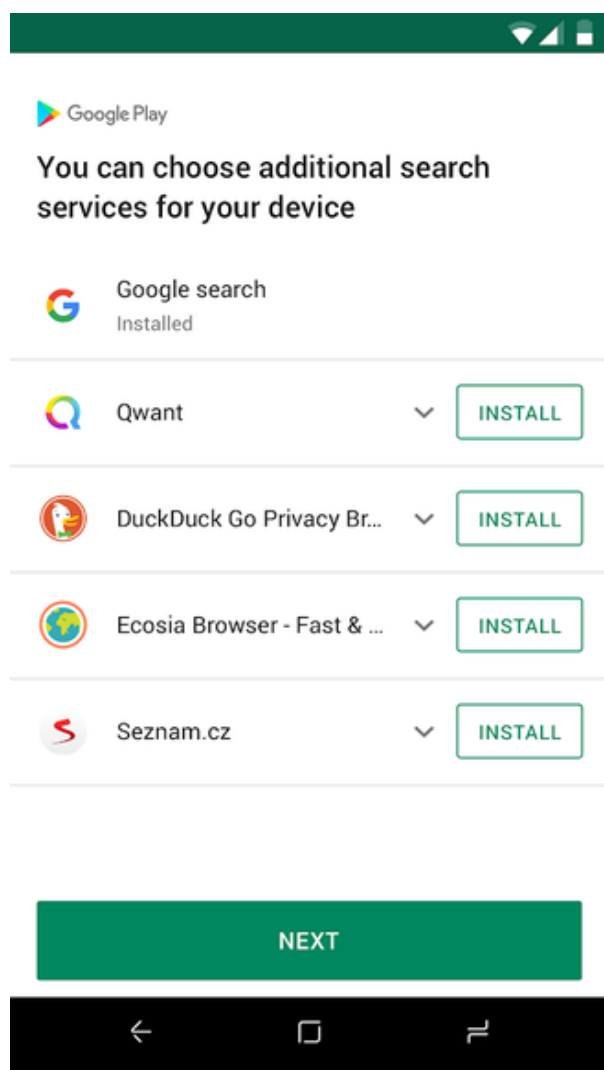 Google Play
You can choose additional search
services for your device
Google search
Installed
Qwant
INSTALL
DuckDuck Go Privacy Br...
INSTALL
Ecosia Browser - Fast & ...
INSTALL
Seznam.cz
INSTALL
NEXT